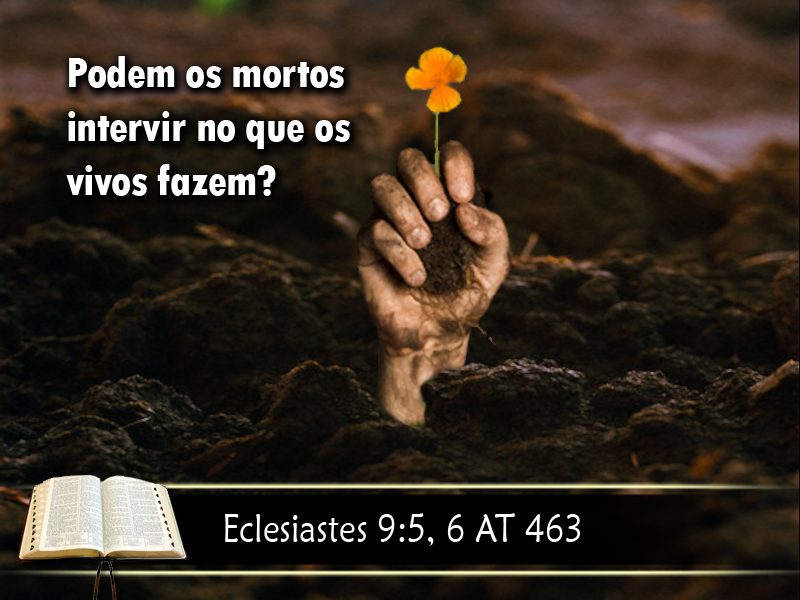 Podem os mortos
intervir no que os
vivos fazem?
Eclesiastes 9:5, 6 AT 463